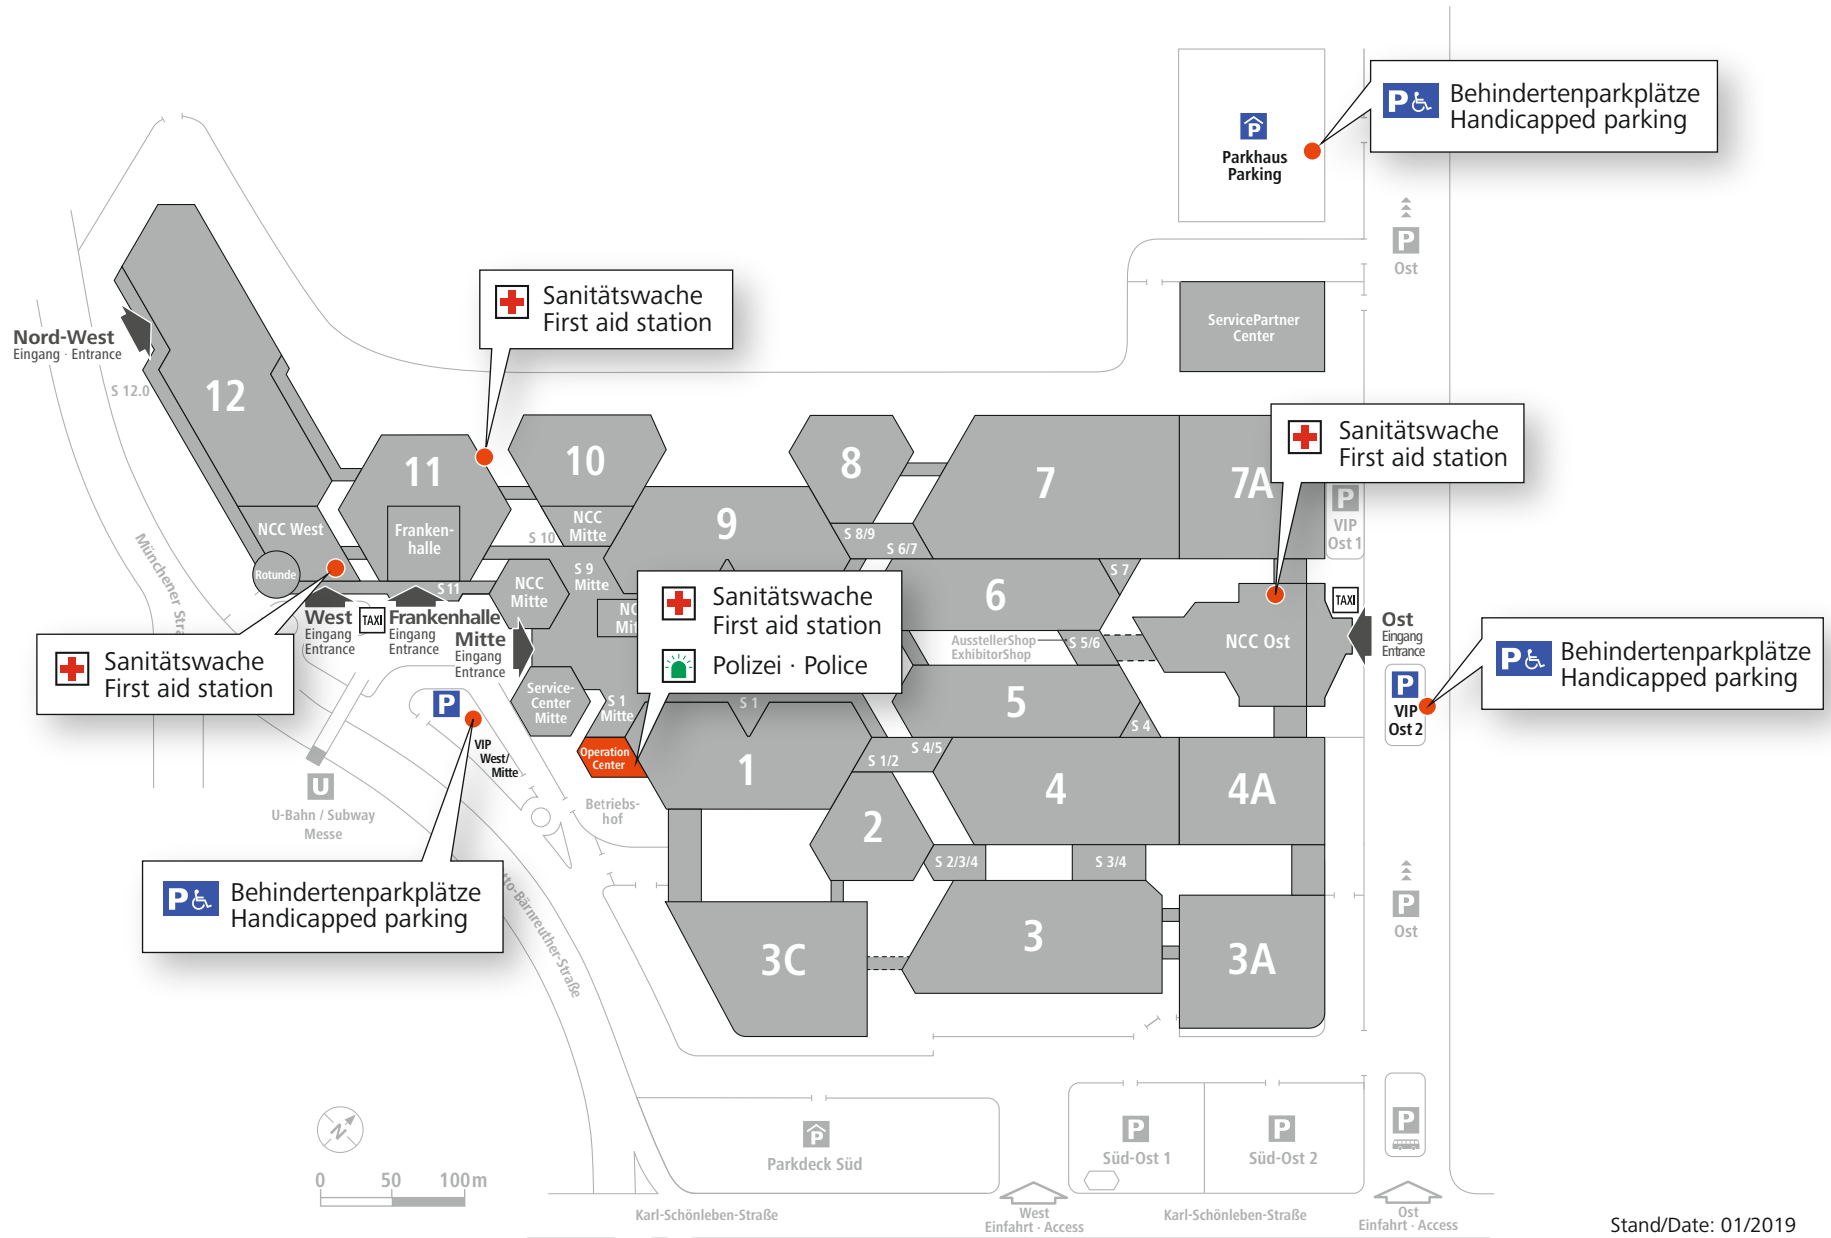 P Behindertenparkplätze
Handicapped parking
P
Parkhaus
Parking
P
Ost
Sanitätswache
First aid station
ServicePartner
Center
Nord-West
Eingang · Entrance
S 12.0
12
11
10
8
7
7A
Sanitätswache
First aid station
P
VIP
Ost 1
NCC West
Franken-
halle
NCC
Mitte
S 10
9
S 8/9
S 6/7
Rotunde
S 11
S 9
Mitte
NCC
Mitte
6
S 7
Münchener Stra
West
Eingang
Entrance
TAXI
Frankenhalle
Eingang
Entrance
Mitte
Eingang
Entrance
Sanitätswache
First aid station
Polizei · Police
AusstellerShop
ExhibitorShop
S 5/6
NCC Ost
TAXI
Ost
Eingang
Entrance
P Behindertenparkplätze
Handicapped parking
Sanitätswache
First aid station
P
VIP
Ost 2
Service-
Center
Mitte
S 1
Mitte
S 1
5
S 4
P
VIP
West/
Mitte
Operation
Center
1
S 1/2
S 4/5
4
4A
U
U-Bahn / Subway
Messe
Betriebs-
hof
2
S 2/3/4
S 3/4
P Behindertenparkplätze
Handicapped parking
tto-Bärnreuther-Straße
3C
3
3A
P
Ost
N
0 50 100 m
P
Parkdeck Süd
P
Süd-Ost 1
P
Süd-Ost 2
P
Karl-Schönleben-Straße
West
Einfahrt · Access
Karl-Schönleben-Straße
Ost
Einfahrt · Access
Stand/Date: 01/2019